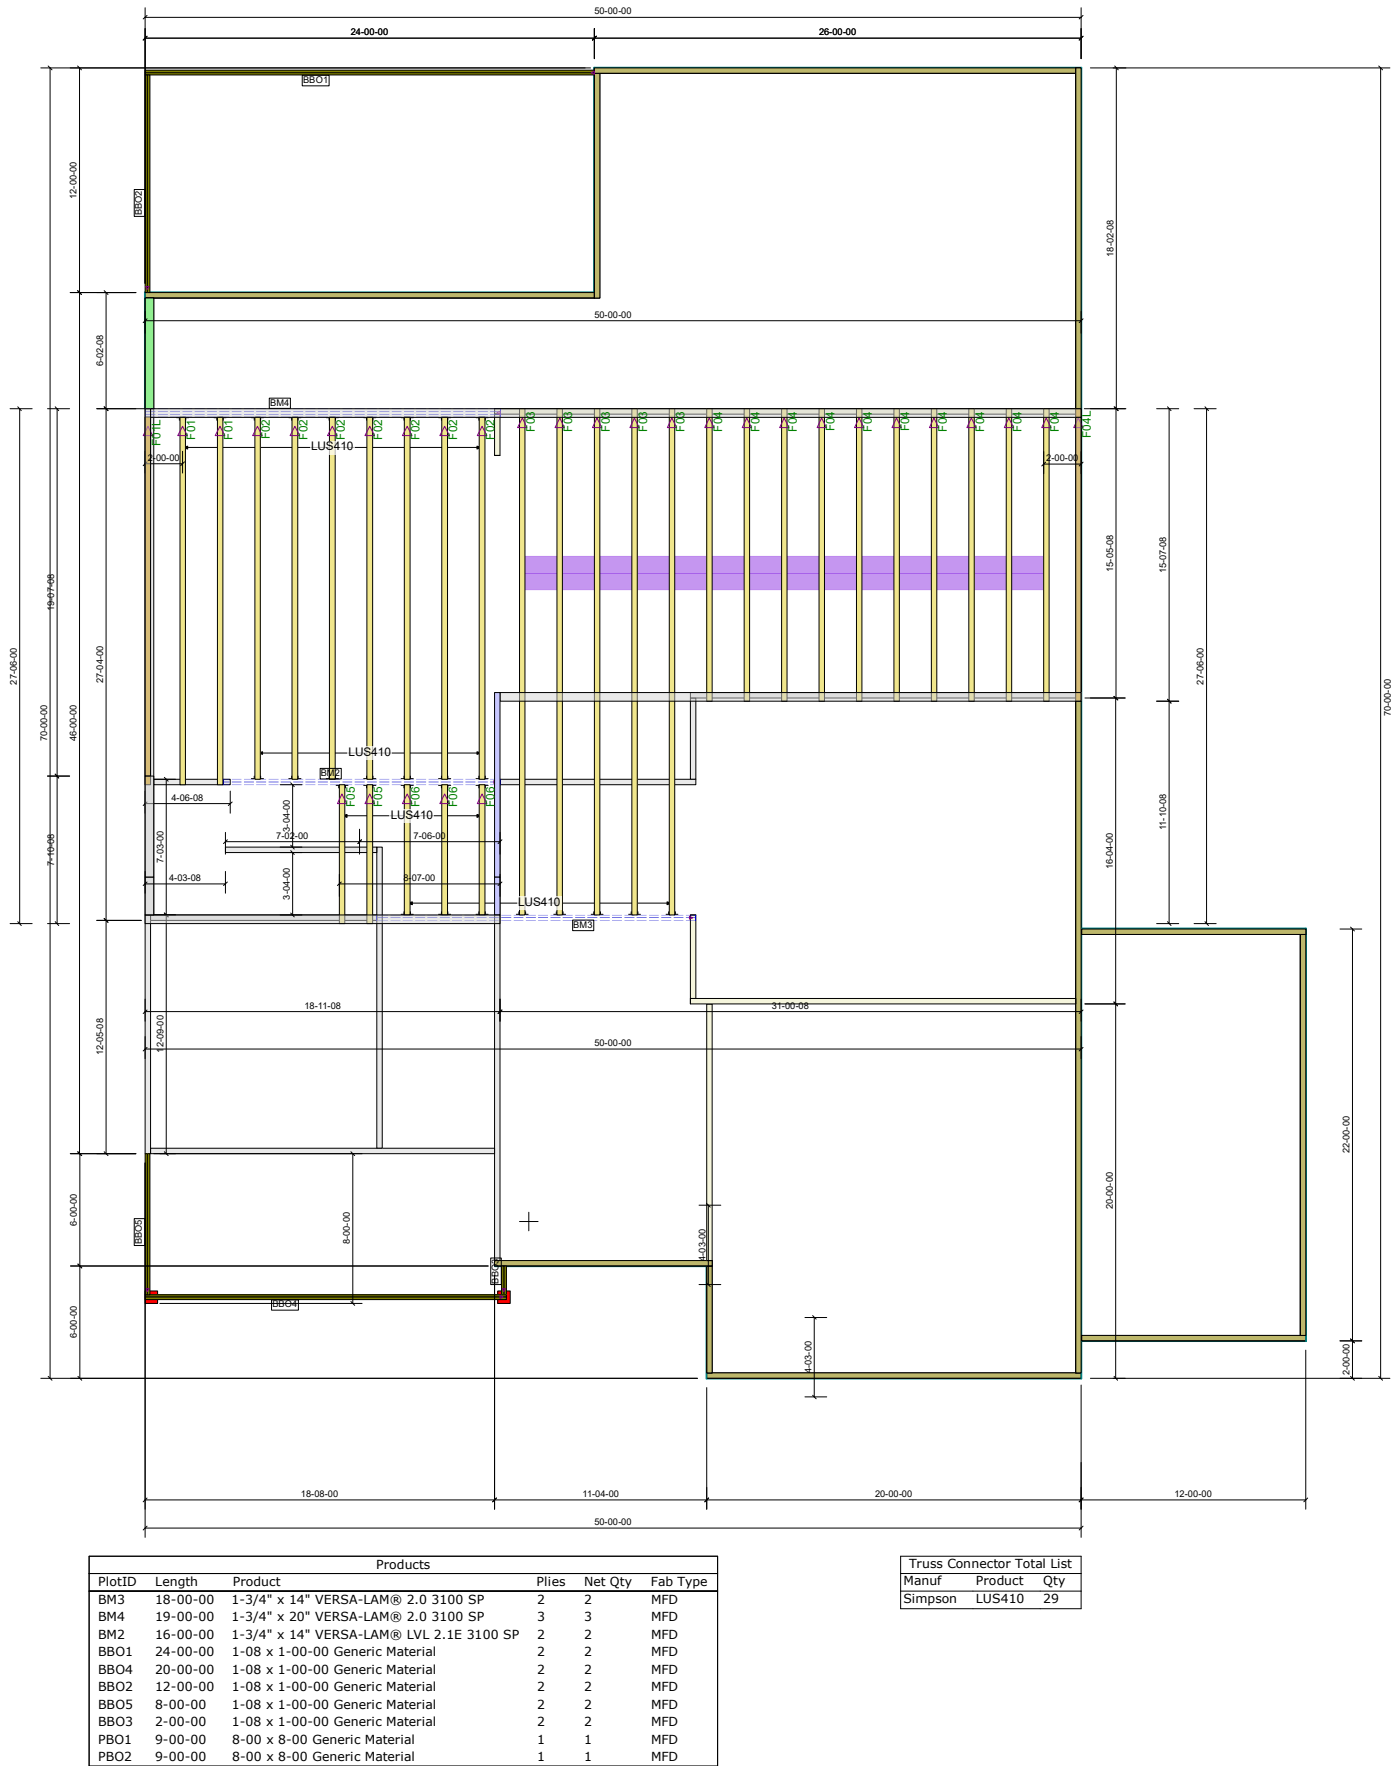 50-00-00
24-00-00
26-00-00
BBO1
12-00-00
BBO2
18-02-08
50-00-00
6-02-08
BM4
F01L
F01
F01
F02
F02
F02
F02
F02
F02
F02
F03
F03
F03
F03
F03
F04
F04
F04
F04
F04
F04
F04
F04
F04
F04
F04L
LUS410
2-00-00
2-00-00
15-05-08
15-07-08
19-07-08
27-04-00
27-06-00
27-06-00
70-00-00
46-00-00
70-00-00
LUS410
BM2
4-06-08
F05
F05
F06
F06
F06
LUS410
3-04-00
7-02-00
7-06-00
7-10-08
7-03-00
11-10-08
16-04-00
4-03-08
3-04-00
8-07-00
LUS410
BM3
18-11-08
31-00-08
12-05-08
12-09-00
50-00-00
22-00-00
20-00-00
6-00-00
8-00-00
BBO5
4-03-00
BBO4
6-00-00
4-03-00
2-00-00
18-08-00
11-04-00
20-00-00
12-00-00
50-00-00
Products
PlotID Length Product Plies Net Qty Fab Type
BM3 18-00-00 1-3/4" x 14" VERSA-LAM® 2.0 3100 SP 2 2 MFD
BM4 19-00-00 1-3/4" x 20" VERSA-LAM® 2.0 3100 SP 3 3 MFD
BM2 16-00-00 1-3/4" x 14" VERSA-LAM® LVL 2.1E 3100 SP 2 2 MFD
BBO1 24-00-00 1-08 x 1-00-00 Generic Material 2 2 MFD
BBO4 20-00-00 1-08 x 1-00-00 Generic Material 2 2 MFD
BBO2 12-00-00 1-08 x 1-00-00 Generic Material 2 2 MFD
BBO5 8-00-00 1-08 x 1-00-00 Generic Material 2 2 MFD
BBO3 2-00-00 1-08 x 1-00-00 Generic Material 2 2 MFD
PBO1 9-00-00 8-00 x 8-00 Generic Material 1 1 MFD
PBO2 9-00-00 8-00 x 8-00 Generic Material 1 1 MFD
Truss Connector Total List
Manuf Product Qty
Simpson LUS410 29